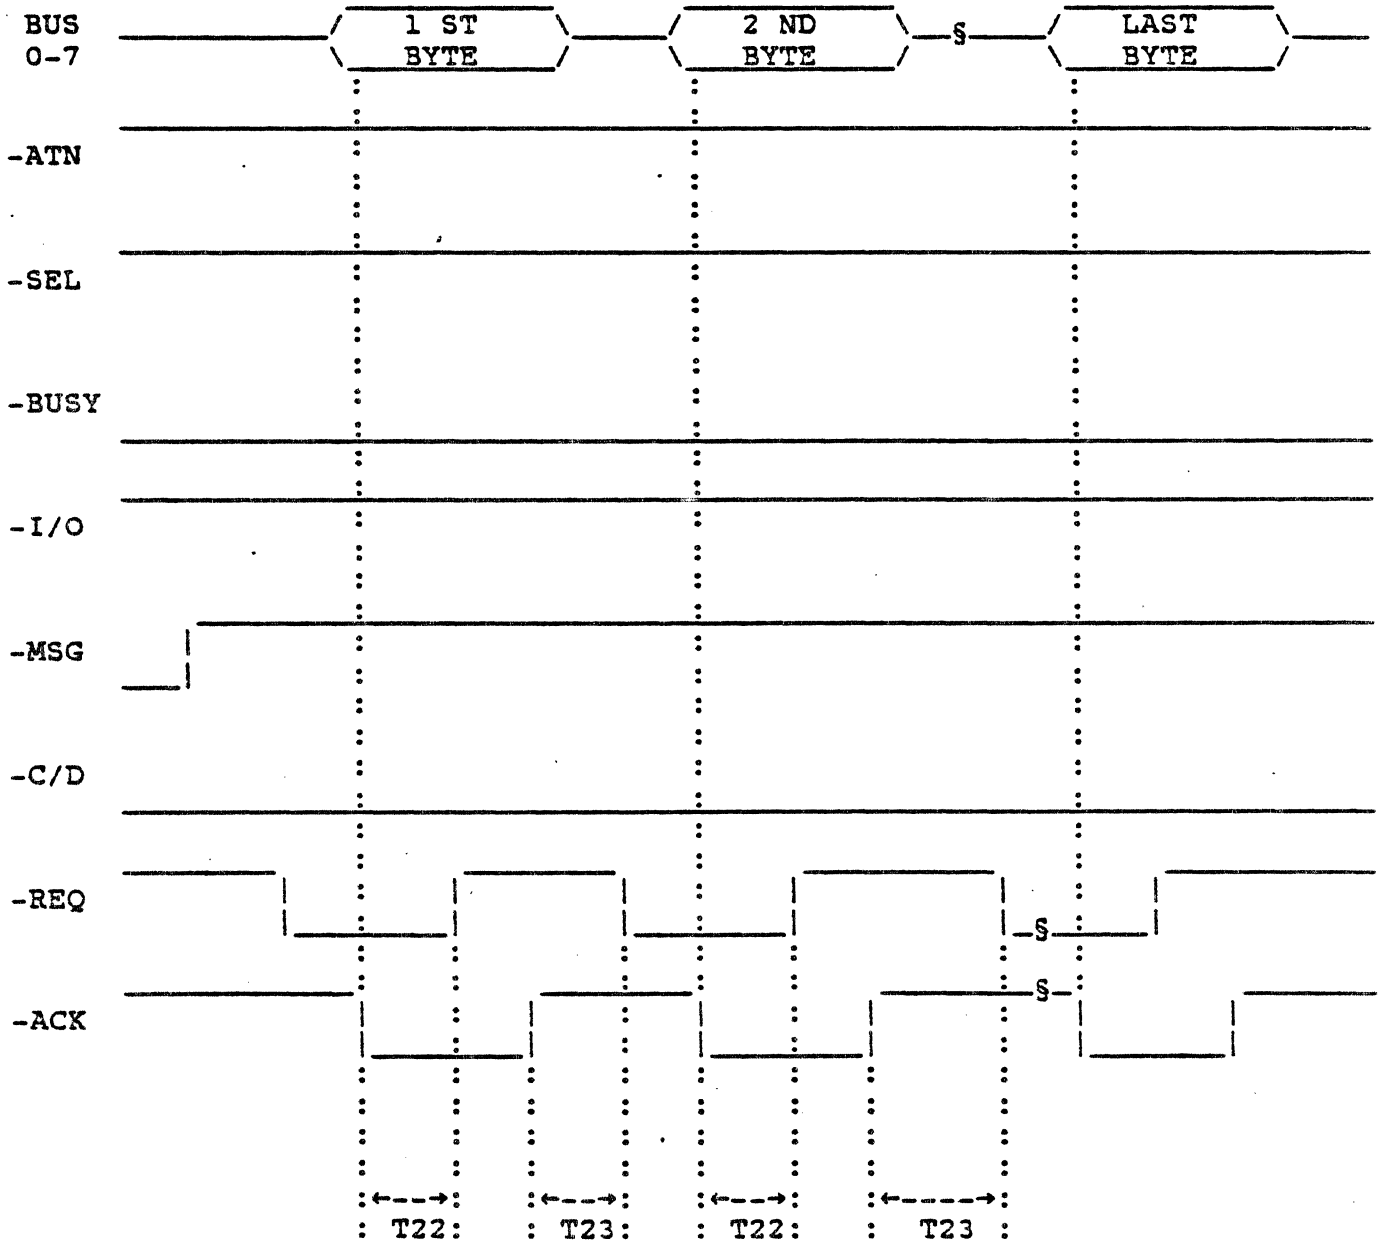 BUS
0-7
1 ST
BYTE
2 ND
BYTE
§
LAST
BYTE
-ATN
-SEL
-BUSY
-I/O
-MSG
-C/D
-REQ
§
-ACK
§
T22
T23
T22
T23